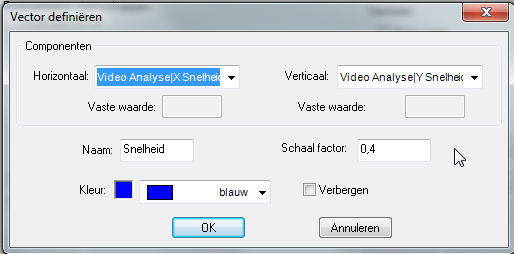 Vector definiëren
Componenten
Horizontaal: Video Analyse|X Snelheid Verticaal: Video Analyse|Y Snelheid
Vaste waarde: Vaste waarde:
Naam: Snelheid Schaal factor: 0,4
Kleur: blauw Verbergen
OK Annuleren